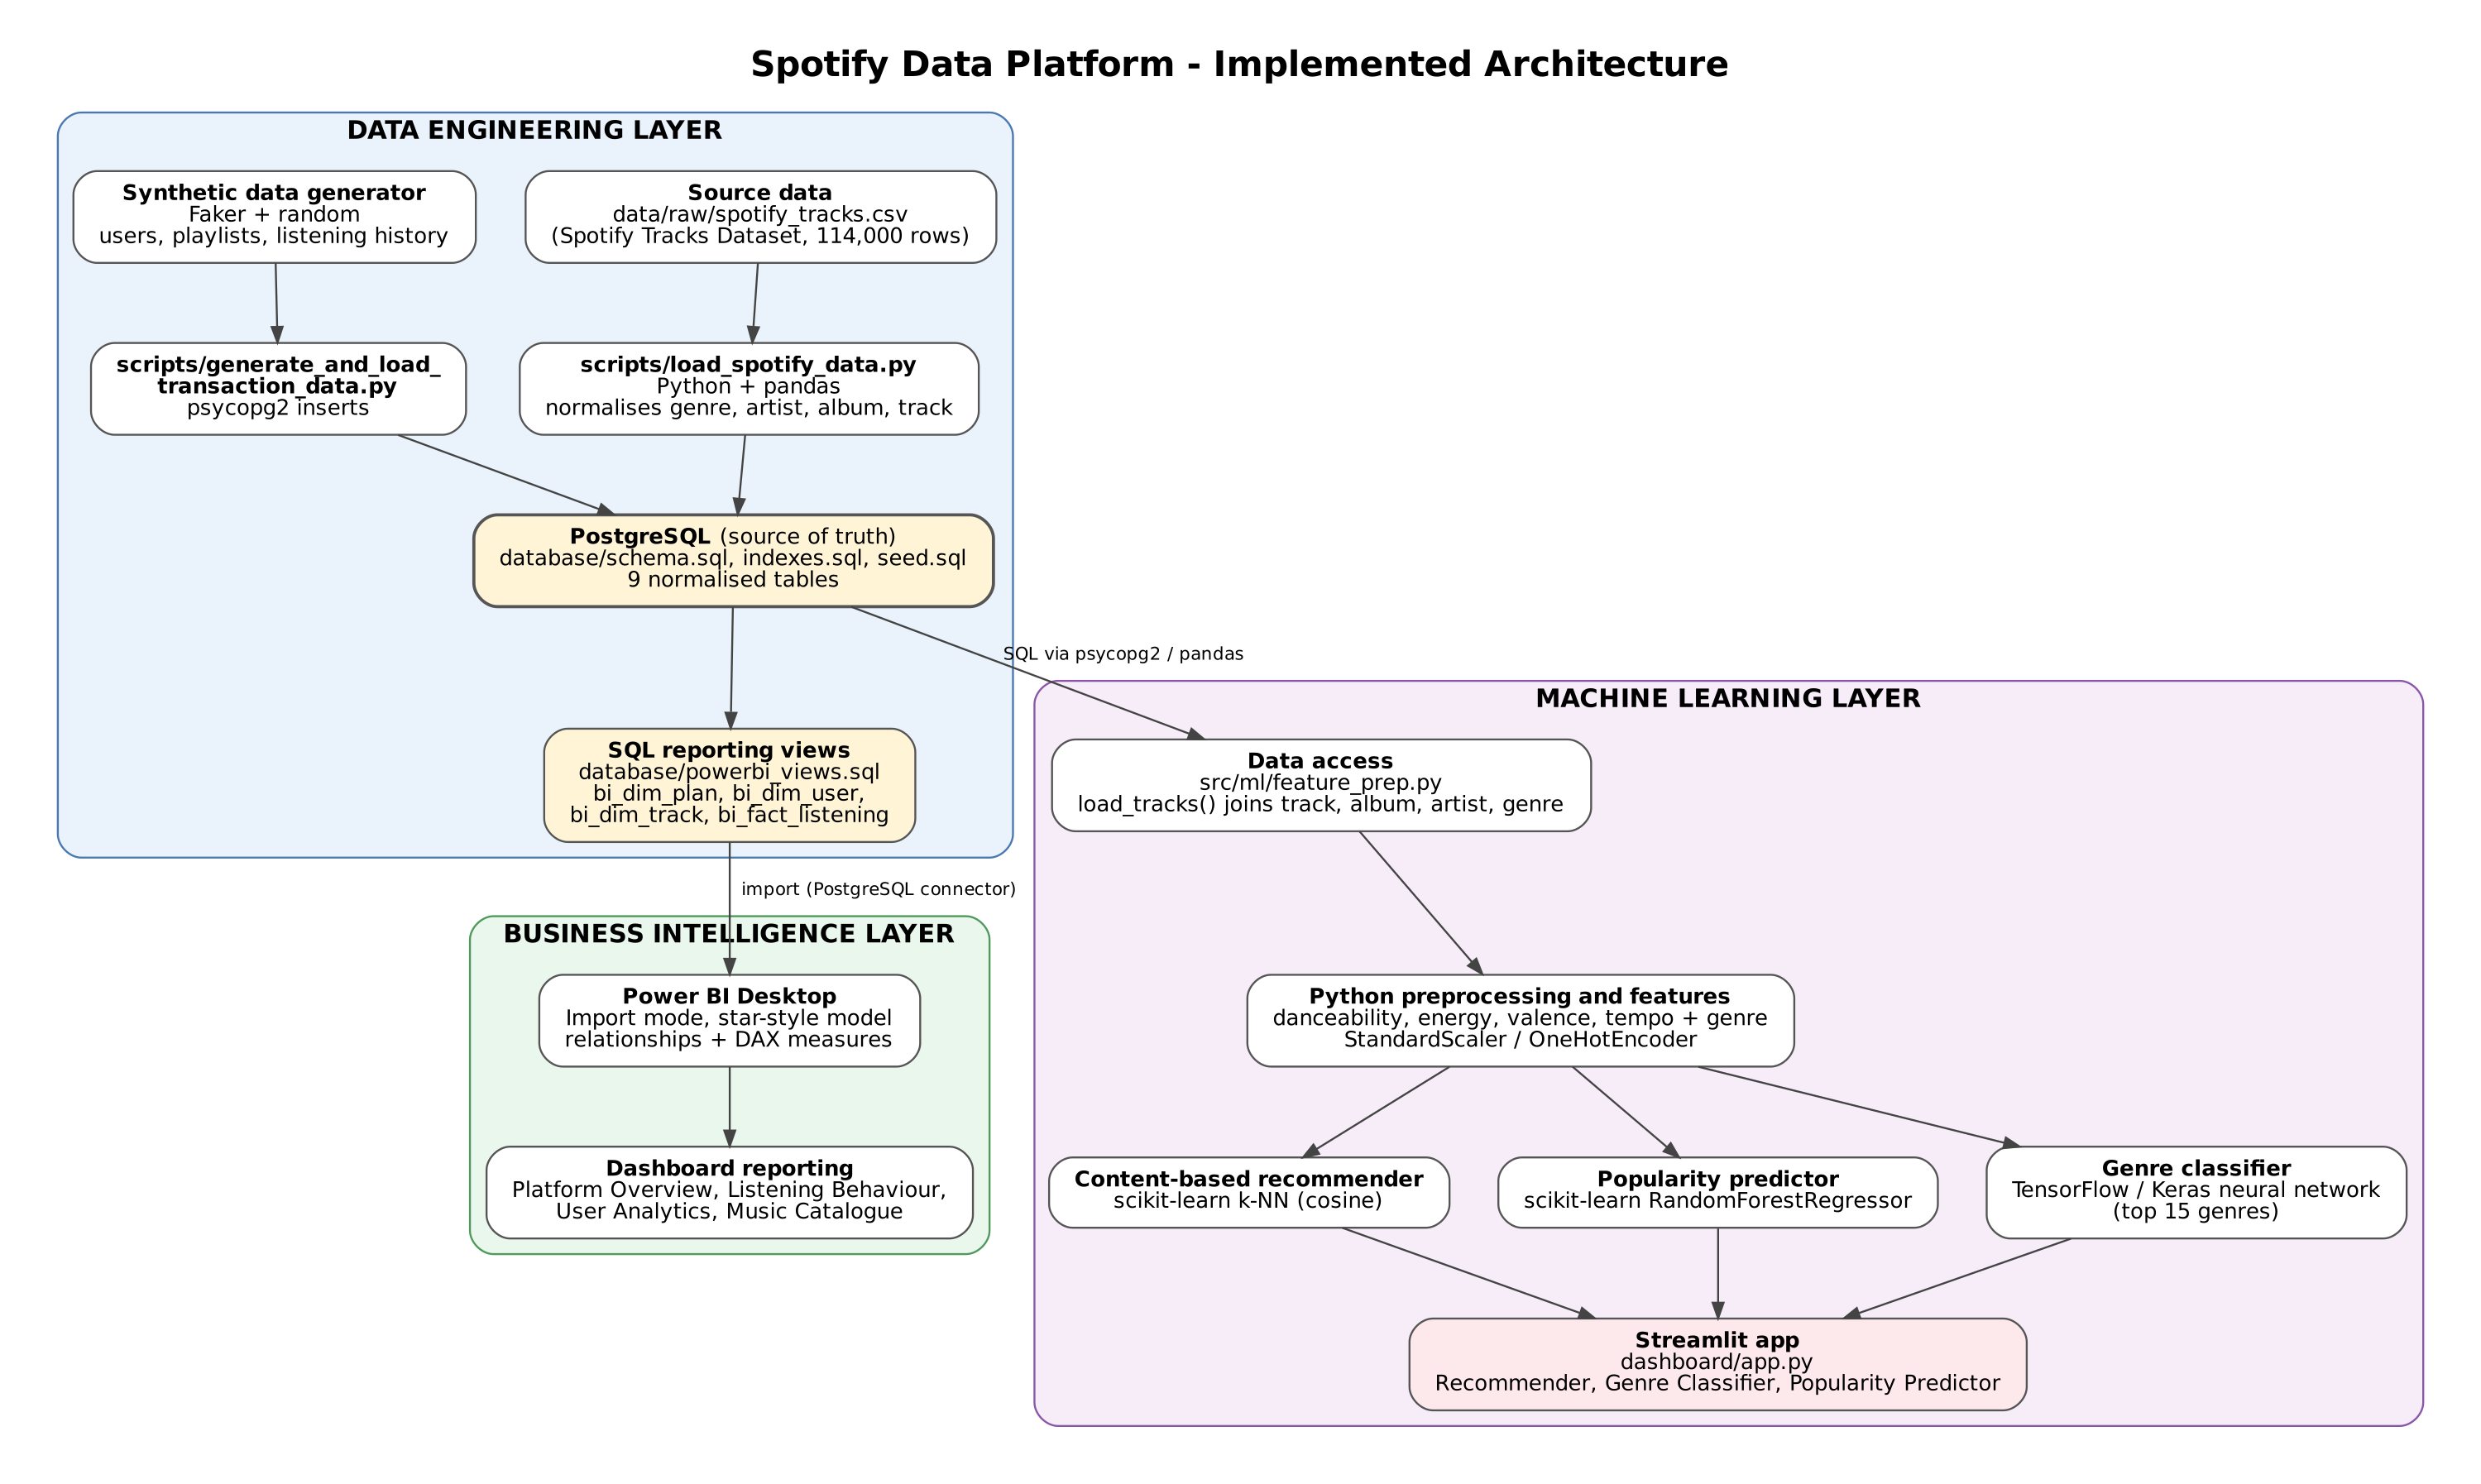 Spotify Data Platform - Implemented Architecture
DATA ENGINEERING LAYER
Synthetic data generator
Faker + random
users, playlists, listening history
Source data
data/raw/spotify_tracks.csv
(Spotify Tracks Dataset, 114,000 rows)
scripts/generate_and_load_
transaction_data.py
psycopg2 inserts
scripts/load_spotify_data.py
Python + pandas
normalises genre, artist, album, track
PostgreSQL (source of truth)
database/schema.sql, indexes.sql, seed.sql
9 normalised tables
SQL via psycopg2 / pandas
SQL reporting views
database/powerbi_views.sql
bi_dim_plan, bi_dim_user,
bi_dim_track, bi_fact_listening
import (PostgreSQL connector)
BUSINESS INTELLIGENCE LAYER
Power BI Desktop
Import mode, star-style model
relationships + DAX measures
Dashboard reporting
Platform Overview, Listening Behaviour,
User Analytics, Music Catalogue
MACHINE LEARNING LAYER
Data access
src/ml/feature_prep.py
load_tracks() joins track, album, artist, genre
Python preprocessing and features
danceability, energy, valence, tempo + genre
StandardScaler / OneHotEncoder
Content-based recommender
scikit-learn k-NN (cosine)
Popularity predictor
scikit-learn RandomForestRegressor
Genre classifier
TensorFlow / Keras neural network
(top 15 genres)
Streamlit app
dashboard/app.py
Recommender, Genre Classifier, Popularity Predictor